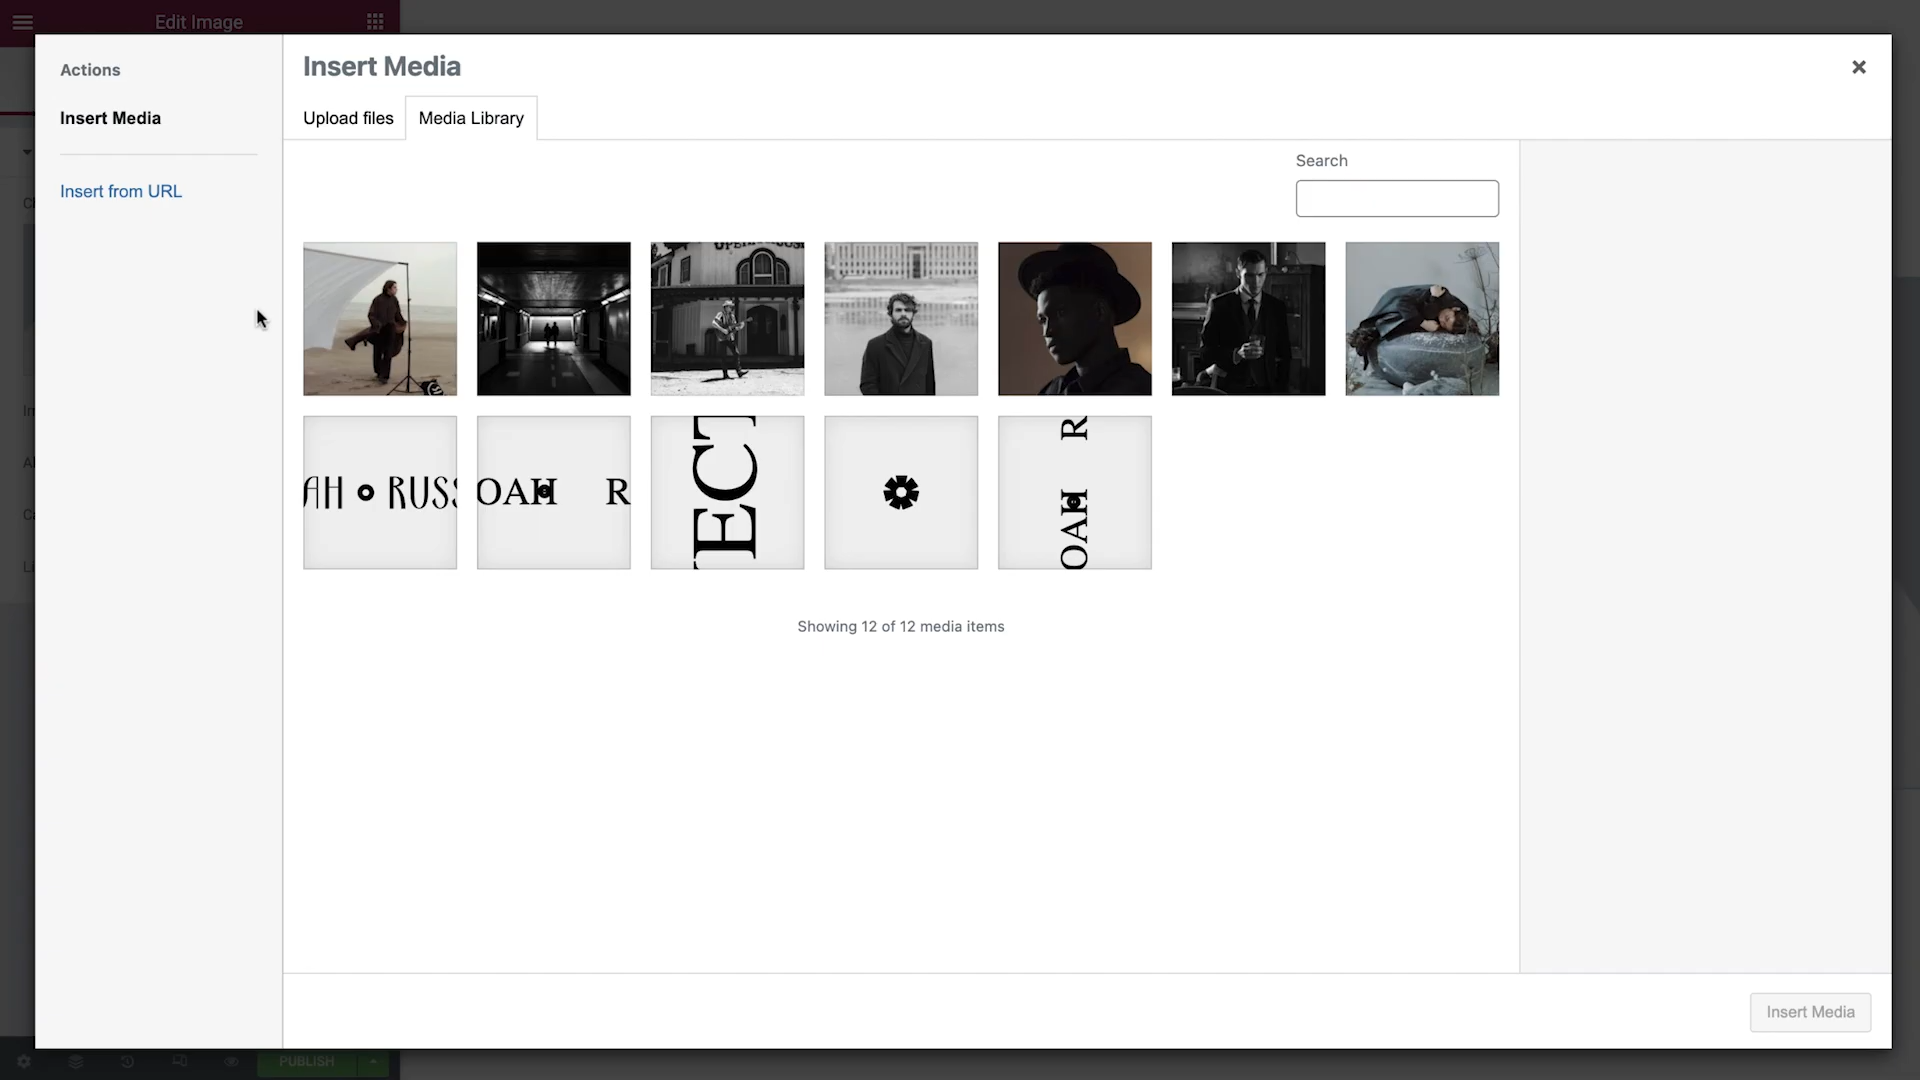 Edit Image
Actions
Insert Media
Insert from URL
Insert Media
Upload files
Media Library
Search
AH RUSS
OAH R
ECT
OAH R
Showing 12 of 12 media items
Insert Media
PUBLISH